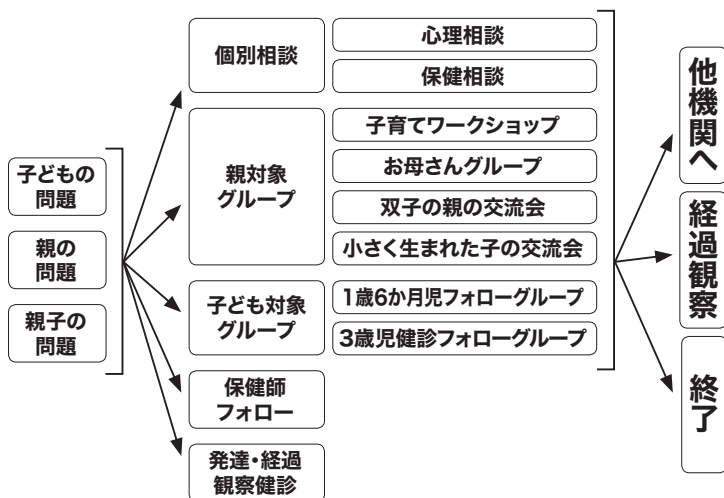 子どもの
問題
親の
問題
親子の
問題
個別相談
心理相談
保健相談
親対象
グループ
子育てワークショップ
お母さんグループ
双子の親の交流会
小さく生まれた子の交流会
子ども対象
グループ
1歳6か月児フォローグループ
3歳児健診フォローグループ
保健師
フォロー
発達・経過
観察健診
他機関へ
経過観察
終了